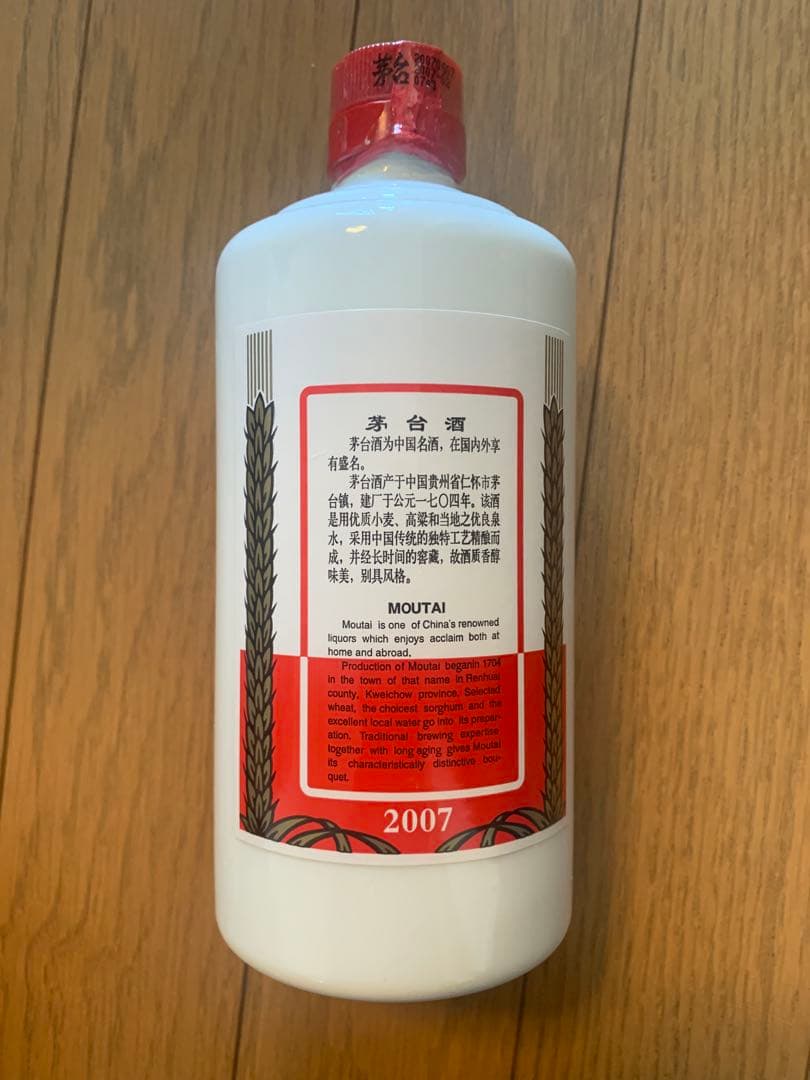 茅台
茅台酒
茅台酒为中国名酒，在国内外享
有盛名。
茅台酒产于中国贵州省仁怀市茅
台镇，建厂于公元一七〇四年。该酒
是用优质小麦、高粱和当地之优良泉
水，采用中国传统的独特工艺精酿而
成，并经长时间的窖藏，故酒质香醇
味美，别具风格。
MOUTAI
Moutai is one of China's renowned
liquors which enjoys acclaim both at
home and abroad.
Production of Moutai beganin 1704
in the town of that name in Renhuai
county, Kweichow province. Selected
wheat, the choicest sorghum and the
excellent local water go into its prepar-
ation. Traditional brewing expertise
together with long aging gives Moutai
its characteristically distinctive bou-
quet.
2007